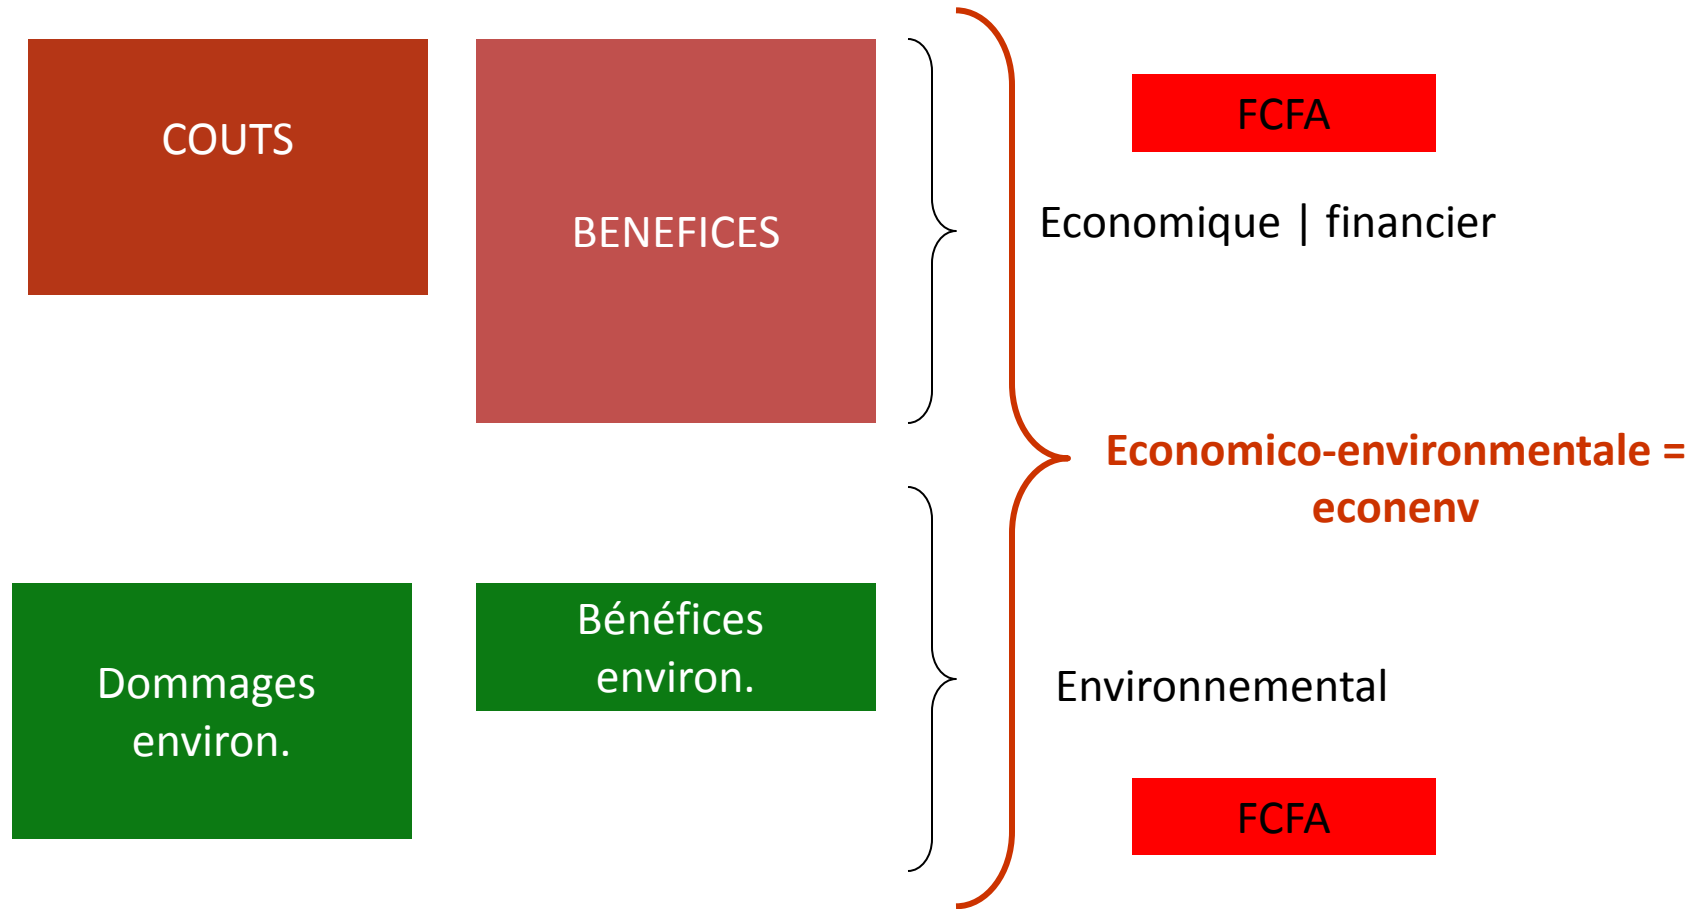 COUTS
BENEFICES
FCFA
Economique | financier
Economico-environmentale =
econenv
Dommages
environ.
Bénéfices
environ.
Environnemental
FCFA